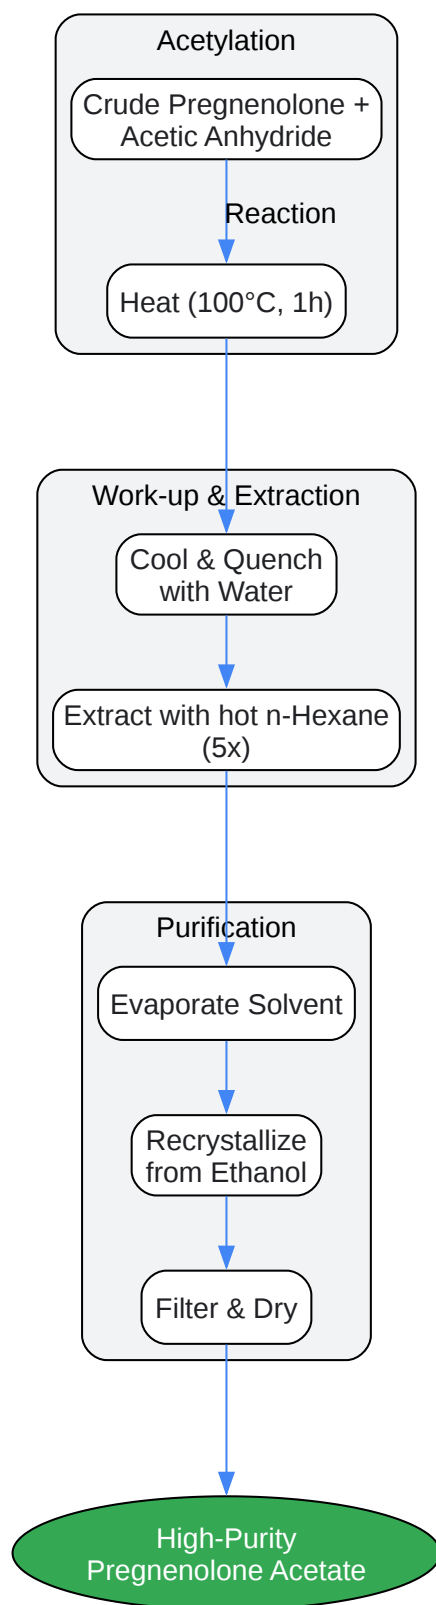 Acetylation
Crude Pregnenolone +
Acetic Anhydride
Reaction
Heat (100°C, 1h)
Work-up & Extraction
Cool & Quench
with Water
Extract with hot n-Hexane
(5x)
Purification
Evaporate Solvent
Recrystallize
from Ethanol
Filter & Dry
High-Purity
Pregnenolone Acetate